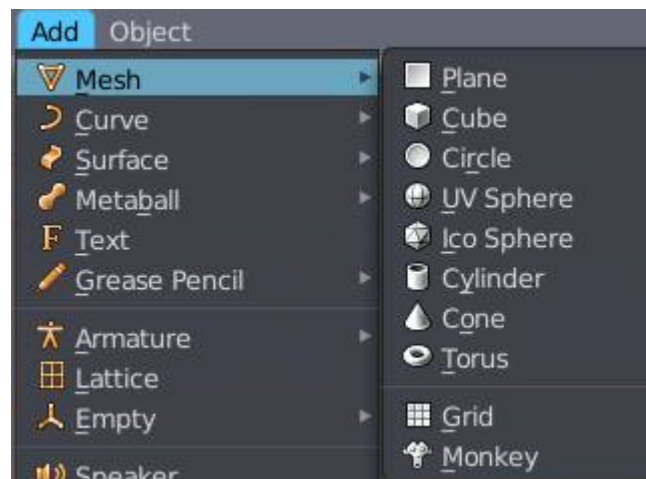 Add Object
Mesh
Curve
Surface
Metaball
Text
Grease Pencil
Armature
Lattice
Empty
Speaker
Plane
Cube
Circle
UV Sphere
Ico Sphere
Cylinder
Cone
Torus
Grid
Monkey